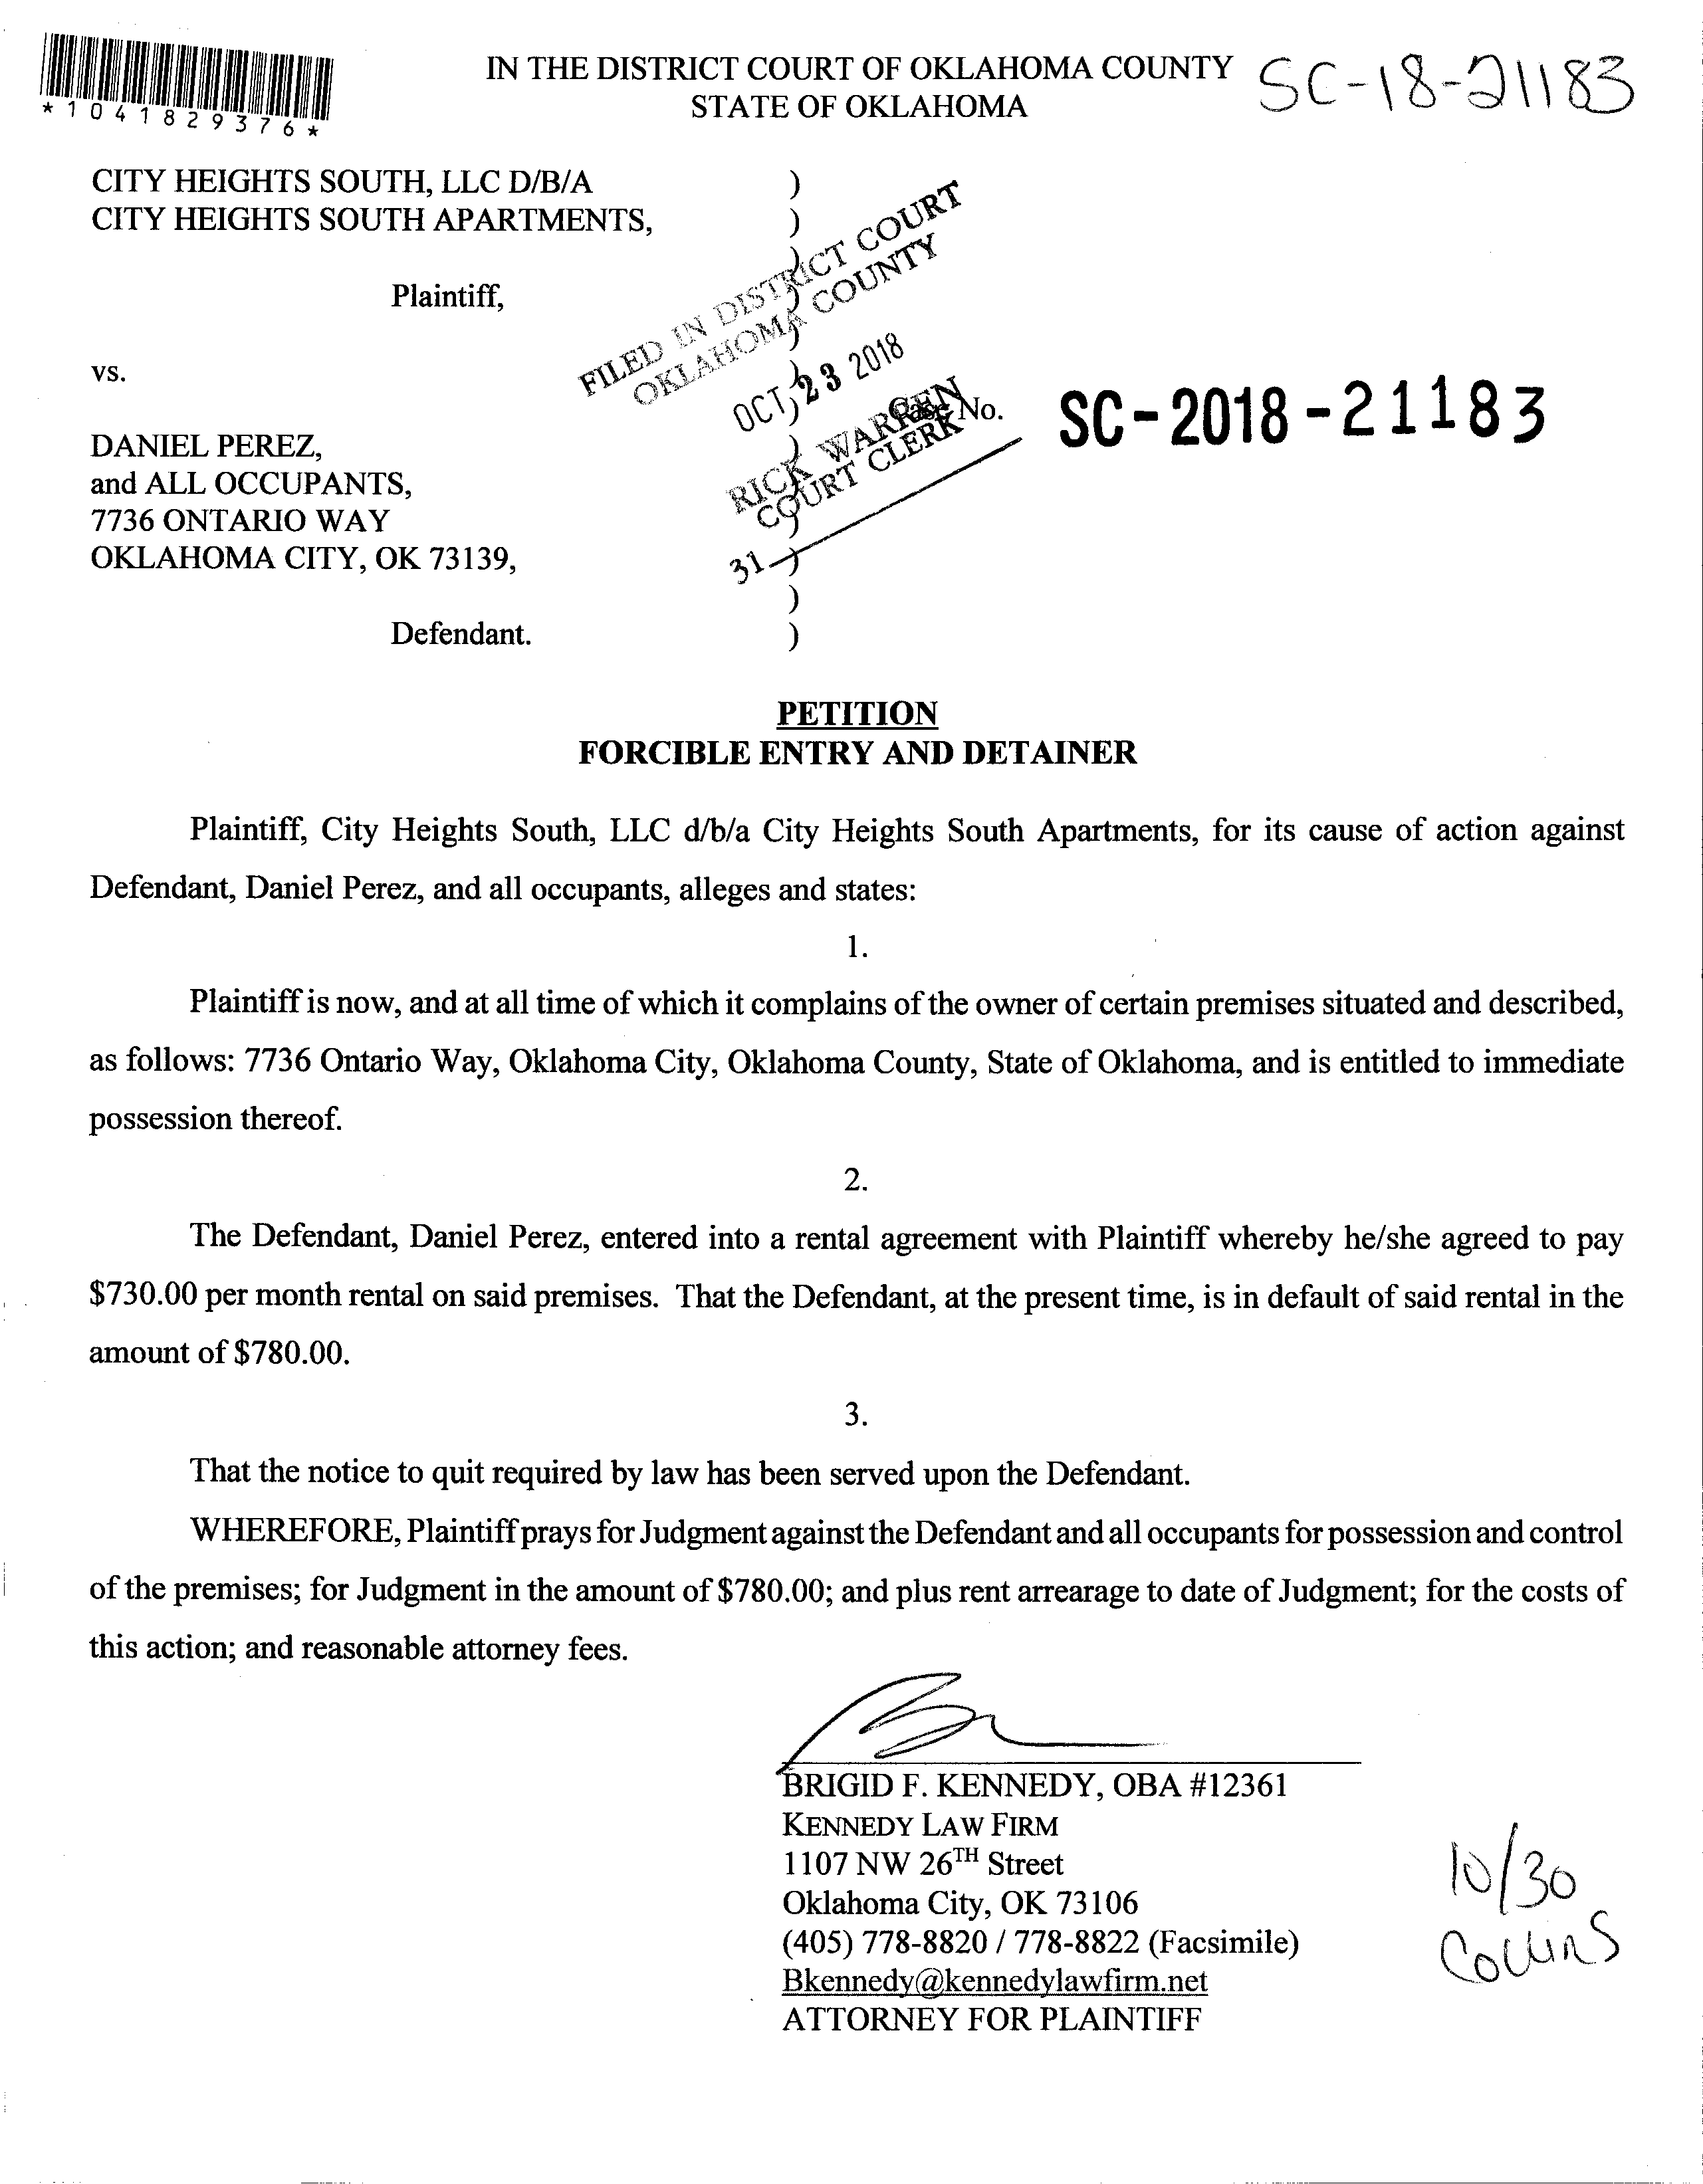 *1041829376*
IN THE DISTRICT COURT OF OKLAHOMA COUNTY
STATE OF OKLAHOMA
SC-18-21183
CITY HEIGHTS SOUTH, LLC D/B/A )
CITY HEIGHTS SOUTH APARTMENTS, )
)
Plaintiff, )
)
vs. )
FILED IN DISTRICT COURT
OKLAHOMA COUNTY
OCT 23 2018
RICK WARREN
COURT CLERK
31
) Case No. SC-2018-21183
DANIEL PEREZ, )
and ALL OCCUPANTS, )
7736 ONTARIO WAY )
OKLAHOMA CITY, OK 73139, )
)
Defendant. )
PETITION
FORCIBLE ENTRY AND DETAINER
Plaintiff, City Heights South, LLC d/b/a City Heights South Apartments, for its cause of action against
Defendant, Daniel Perez, and all occupants, alleges and states:
1.
Plaintiff is now, and at all time of which it complains of the owner of certain premises situated and described,
as follows: 7736 Ontario Way, Oklahoma City, Oklahoma County, State of Oklahoma, and is entitled to immediate
possession thereof.
2.
The Defendant, Daniel Perez, entered into a rental agreement with Plaintiff whereby he/she agreed to pay
$730.00 per month rental on said premises. That the Defendant, at the present time, is in default of said rental in the
amount of $780.00.
3.
That the notice to quit required by law has been served upon the Defendant.
WHEREFORE, Plaintiff prays for Judgment against the Defendant and all occupants for possession and control
of the premises; for Judgment in the amount of $780.00; and plus rent arrearage to date of Judgment; for the costs of
this action; and reasonable attorney fees.
BRIGID F. KENNEDY, OBA #12361
KENNEDY LAW FIRM
1107 NW 26TH Street
Oklahoma City, OK 73106
(405) 778-8820 / 778-8822 (Facsimile)
Bkennedy@kennedylawfirm.net
ATTORNEY FOR PLAINTIFF
10/30
Collins